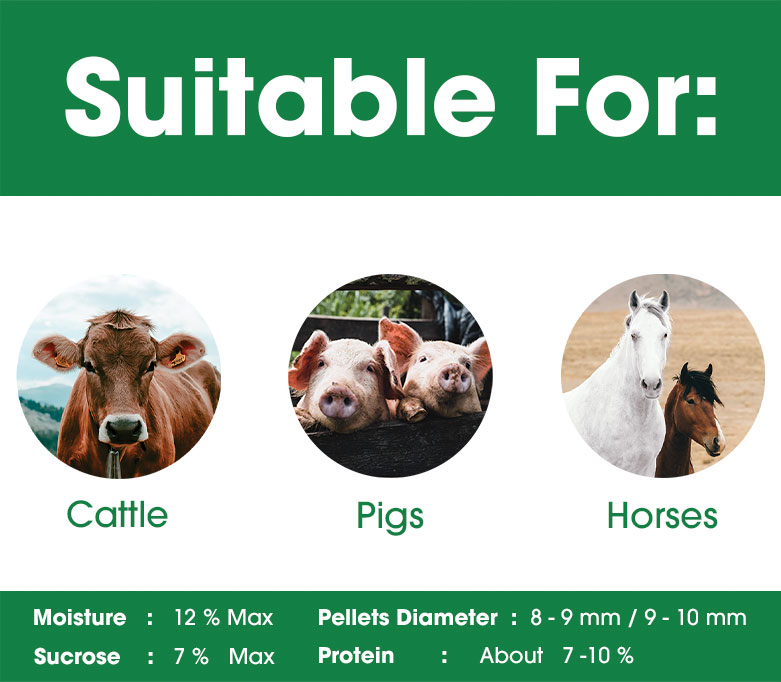 Suitable For:
Cattle
Pigs
Horses
Moisture : 12 % Max
Pellets Diameter : 8 - 9 mm / 9 - 10 mm
Sucrose : 7 % Max
Protein : About 7 -10 %